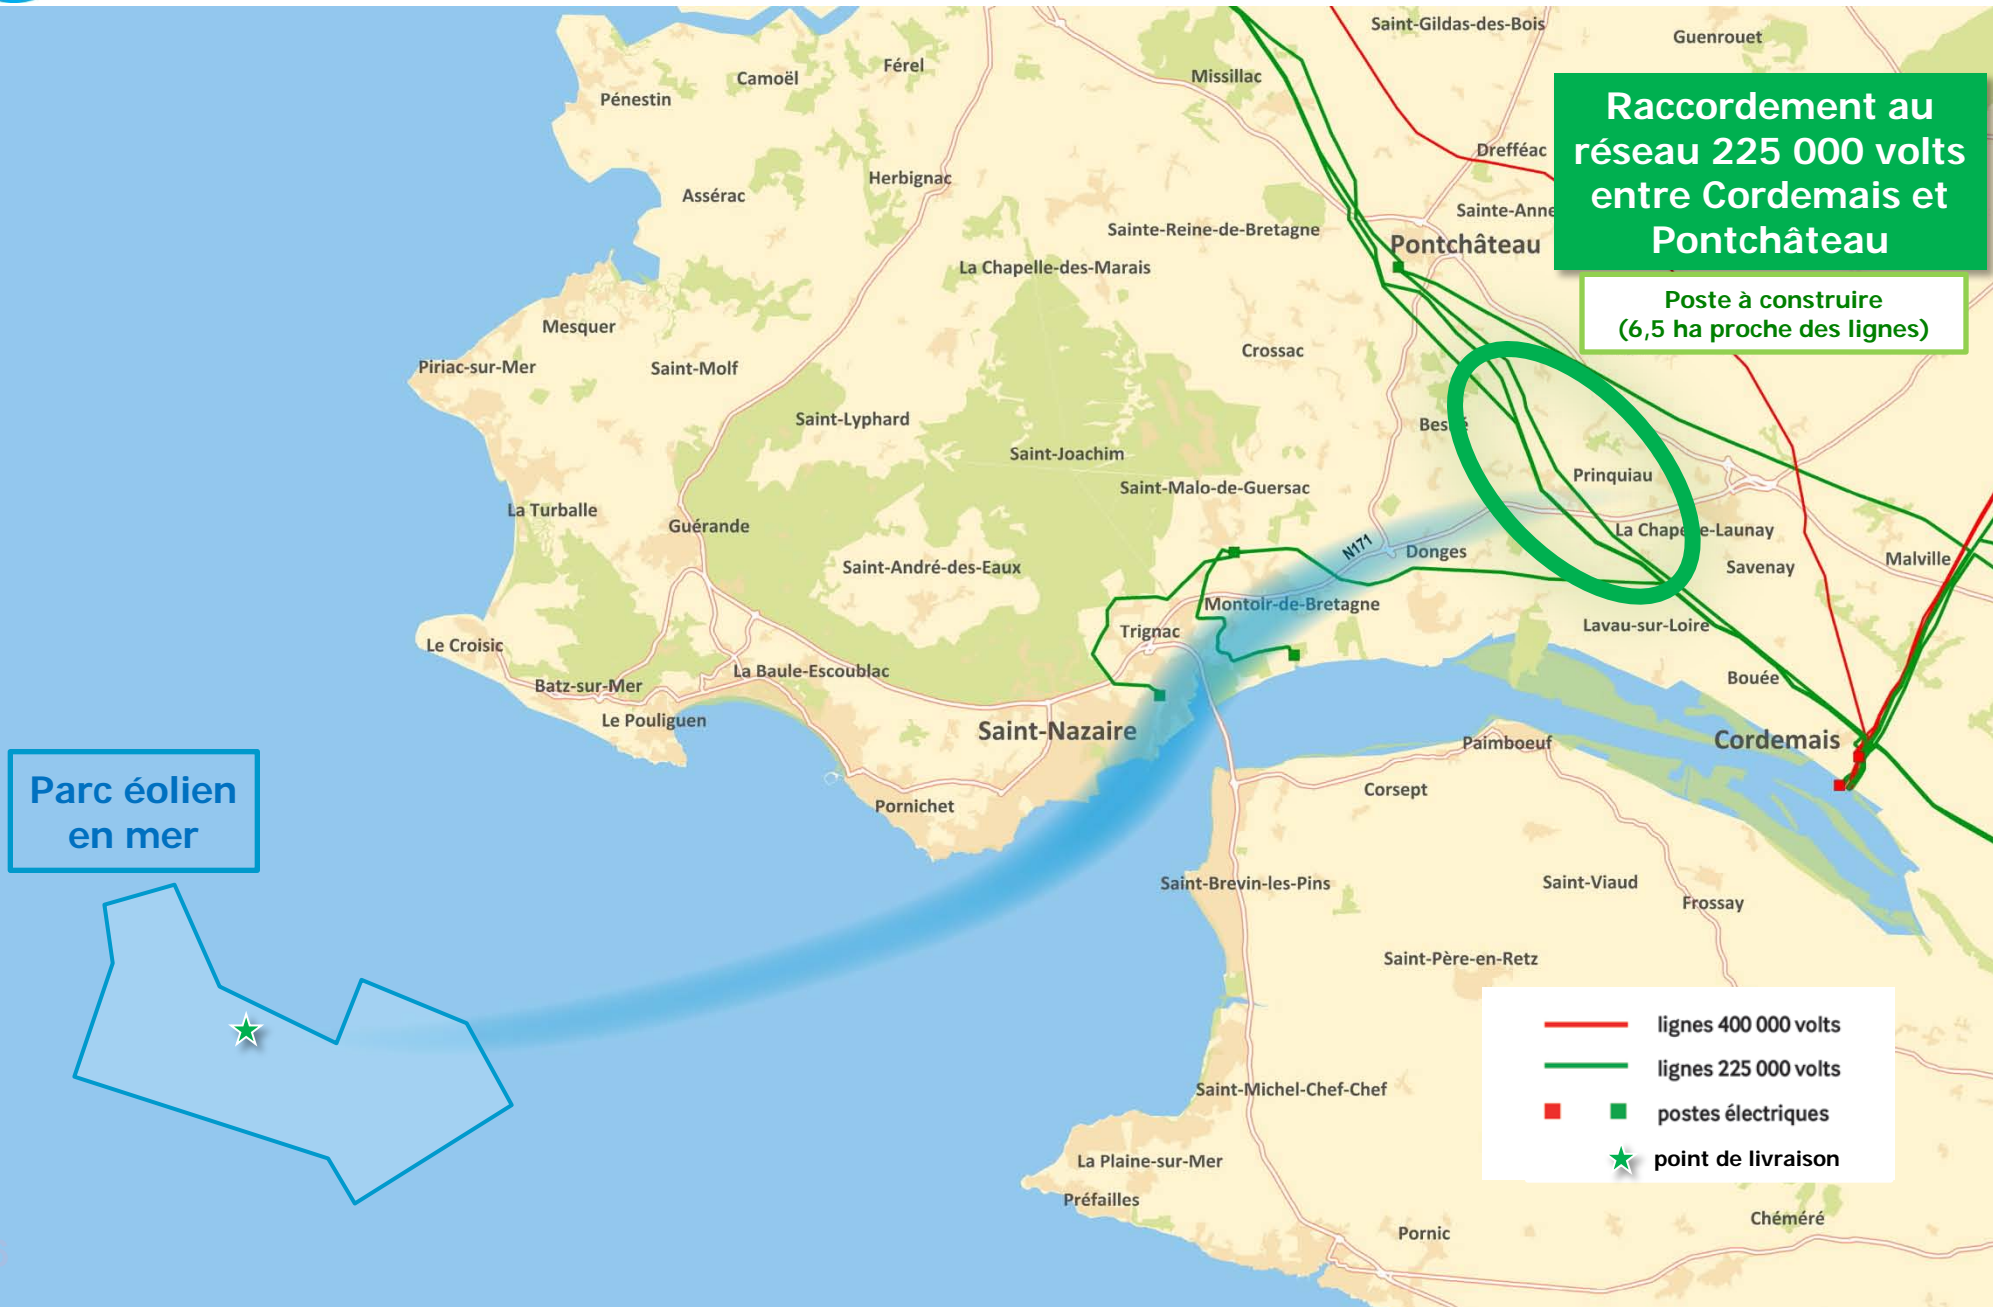 Saint-Gildas-des-Bois
Guenrouet
Missillac
Férel
Camoël
Pénestin
Raccordement au
réseau 225 000 volts
entre Cordemais et
Pontchâteau
Drefféac
Herbignac
Assérac
Sainte-Anne
Sainte-Reine-de-Bretagne
Pontchâteau
La Chapelle-des-Marais
Poste à construire
(6,5 ha proche des lignes)
Mesquer
Crossac
Piriac-sur-Mer
Saint-Molf
Saint-Lyphard
Saint-Joachim
Prinquiau
Saint-Malo-de-Guersac
La Turballe
Guérande
La Chapelle-Launay
N171
Donges
Malville
Saint-André-des-Eaux
Savenay
Montoir-de-Bretagne
Trignac
Lavau-sur-Loire
Le Croisic
La Baule-Escoublac
Bouée
Batz-sur-Mer
Le Pouliguen
Saint-Nazaire
Paimboeuf
Cordemais
Parc éolien
en mer
Corsept
Pornichet
Saint-Brevin-les-Pins
Saint-Viaud
Frossay
Saint-Père-en-Retz
lignes 400 000 volts
lignes 225 000 volts
postes électriques
point de livraison
Saint-Michel-Chef-Chef
La Plaine-sur-Mer
Préfailles
Pornic
Chéméré